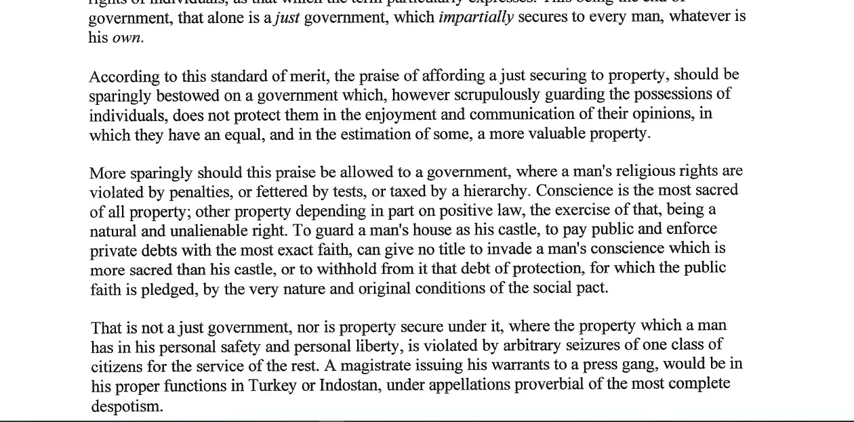 government, that alone is a just government, which impartially secures to every man, whatever is
his own.
According to this standard of merit, the praise of affording a just securing to property, should be
sparingly bestowed on a government which, however scrupulously guarding the possessions of
individuals, does not protect them in the enjoyment and communication of their opinions, in
which they have an equal, and in the estimation of some, a more valuable property.
More sparingly should this praise be allowed to a government, where a man's religious rights are
violated by penalties, or fettered by tests, or taxed by a hierarchy. Conscience is the most sacred
of all property; other property depending in part on positive law, the exercise of that, being a
natural and unalienable right. To guard a man's house as his castle, to pay public and enforce
private debts with the most exact faith, can give no title to invade a man's conscience which is
more sacred than his castle, or to withhold from it that debt of protection, for which the public
faith is pledged, by the very nature and original conditions of the social pact.
That is not a just government, nor is property secure under it, where the property which a man
has in his personal safety and personal liberty, is violated by arbitrary seizures of one class of
citizens for the service of the rest. A magistrate issuing his warrants to a press gang, would be in
his proper functions in Turkey or Indostan, under appellations proverbial of the most complete
despotism.